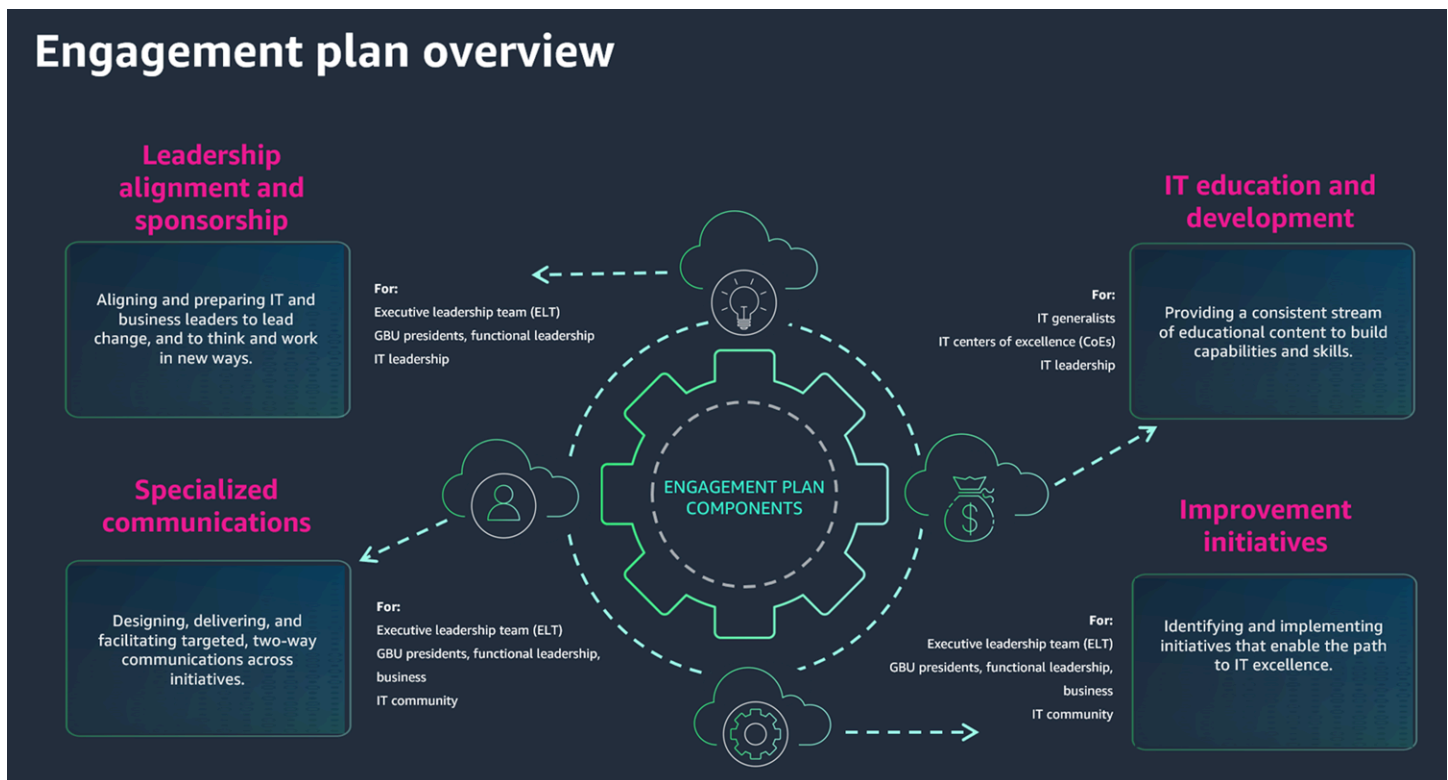 Engagement plan overview
Leadership
alignment and
sponsorship
Aligning and preparing IT and
business leaders to lead
change, and to think and work
in new ways.
For:
Executive leadership team (ELT)
GBU presidents, functional leadership
IT leadership
IT education and
development
For:
IT generalists
IT centers of excellence (CoEs)
IT leadership
Providing a consistent stream
of educational content to build
capabilities and skills.
ENGAGEMENT PLAN
COMPONENTS
$
Specialized
communications
Designing, delivering, and
facilitating targeted, two-way
communications across
initiatives.
For:
Executive leadership team (ELT)
GBU presidents, functional leadership,
business
IT community
Improvement
initiatives
For:
Executive leadership team (ELT)
GBU presidents, functional leadership,
business
IT community
Identifying and implementing
initiatives that enable the path
to IT excellence.